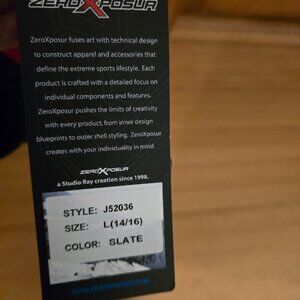 ZEROXPOSUR
ZeroXposur fuses art with technical design
to construct apparel and accessories that
define the extreme sports lifestyle. Each
product is crafted with a detailed focus on
individual components and features.
ZeroXposur pushes the limits of creativity
with every product, from inner design
blueprints to outer shell styling. ZeroXposur
creates with your individuality in mind.
ZEROXPOSUR
a Studio Ray creation since 1998.
STYLE: J52036
SIZE: L(14/16)
COLOR: SLATE
WWW.ZEROXPOSUR.COM